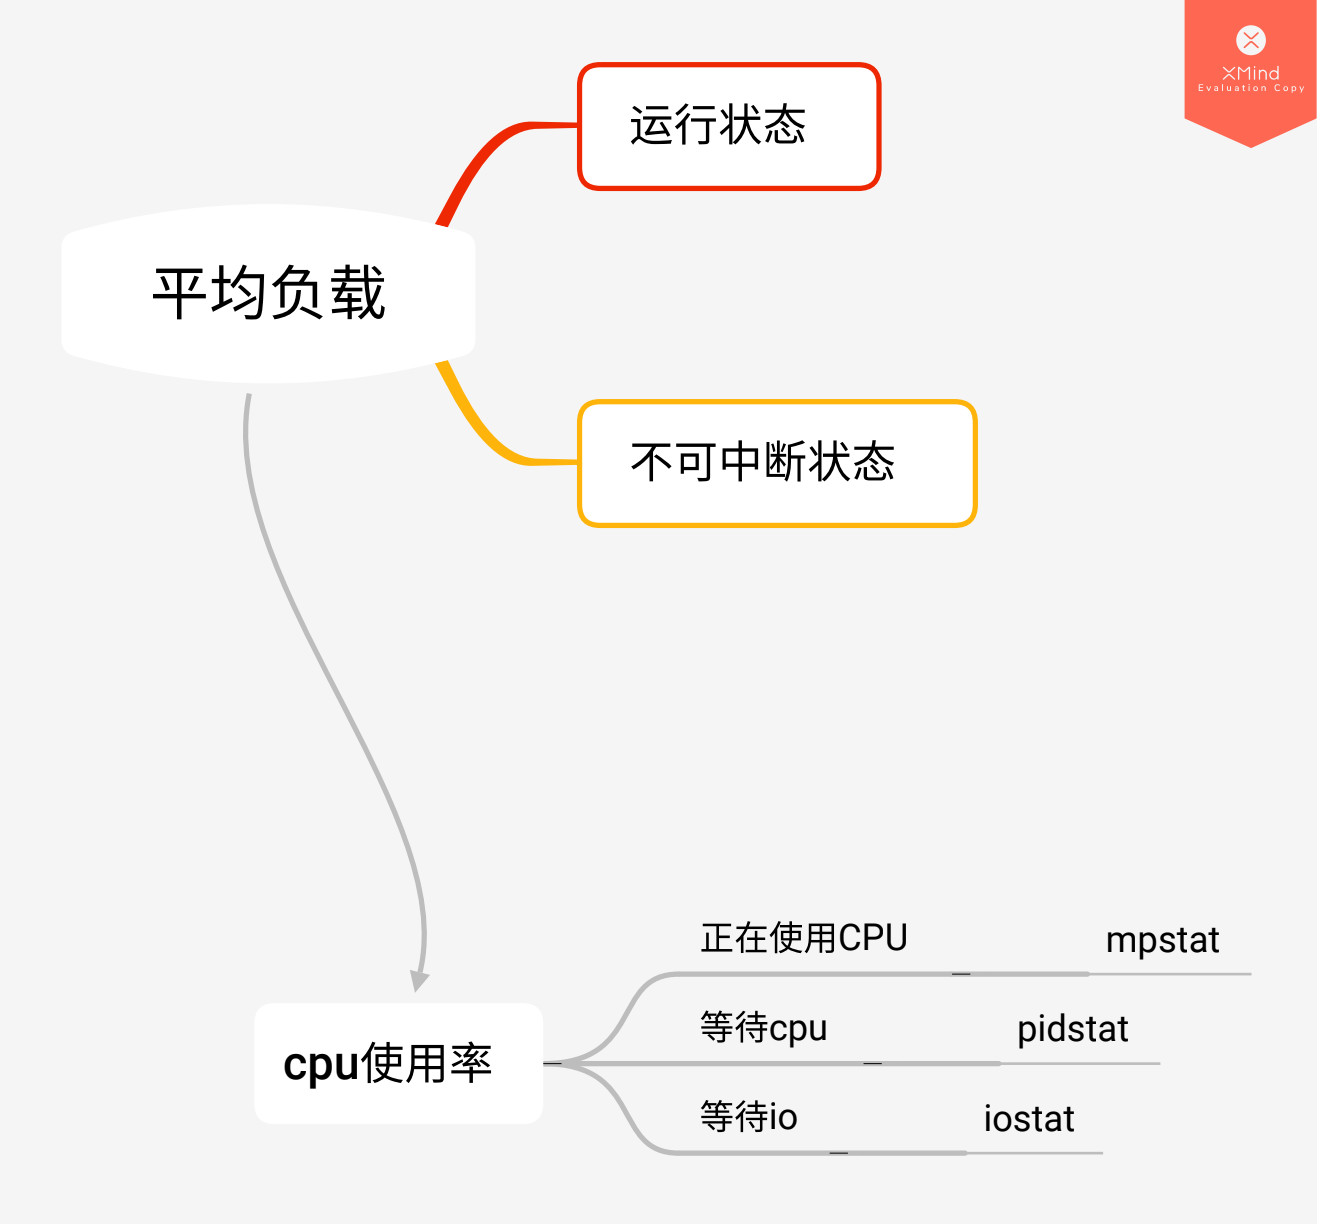 XMind
Evaluation Copy
运行状态
平均负载
不可中断状态
正在使用CPU
mpstat
等待cpu
pidstat
cpu使用率
等待io
iostat